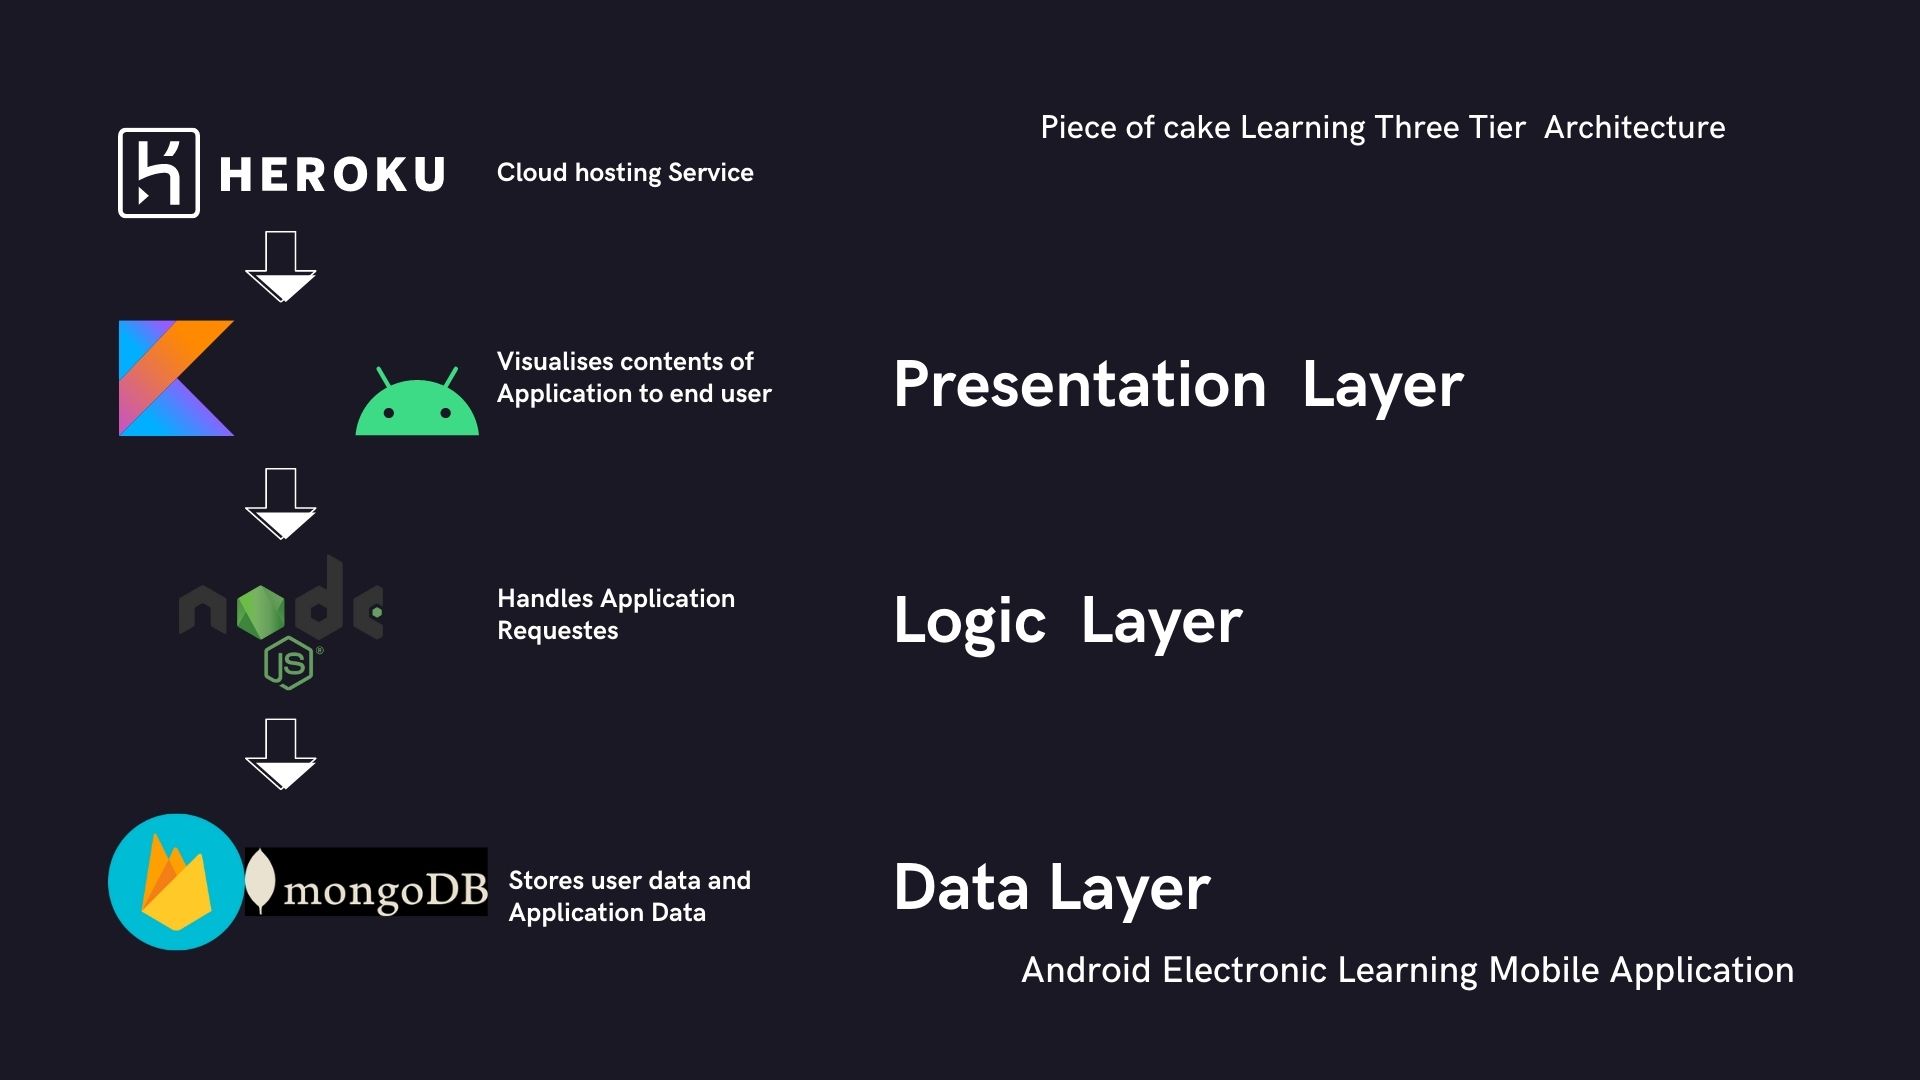 Piece of cake Learning Three Tier Architecture
HEROKU
Cloud hosting Service
Visualises contents of
Application to end user
Presentation Layer
node
JS®
Handles Application
Requestes
Logic Layer
mongoDB
Stores user data and
Application Data
Data Layer
Android Electronic Learning Mobile Application